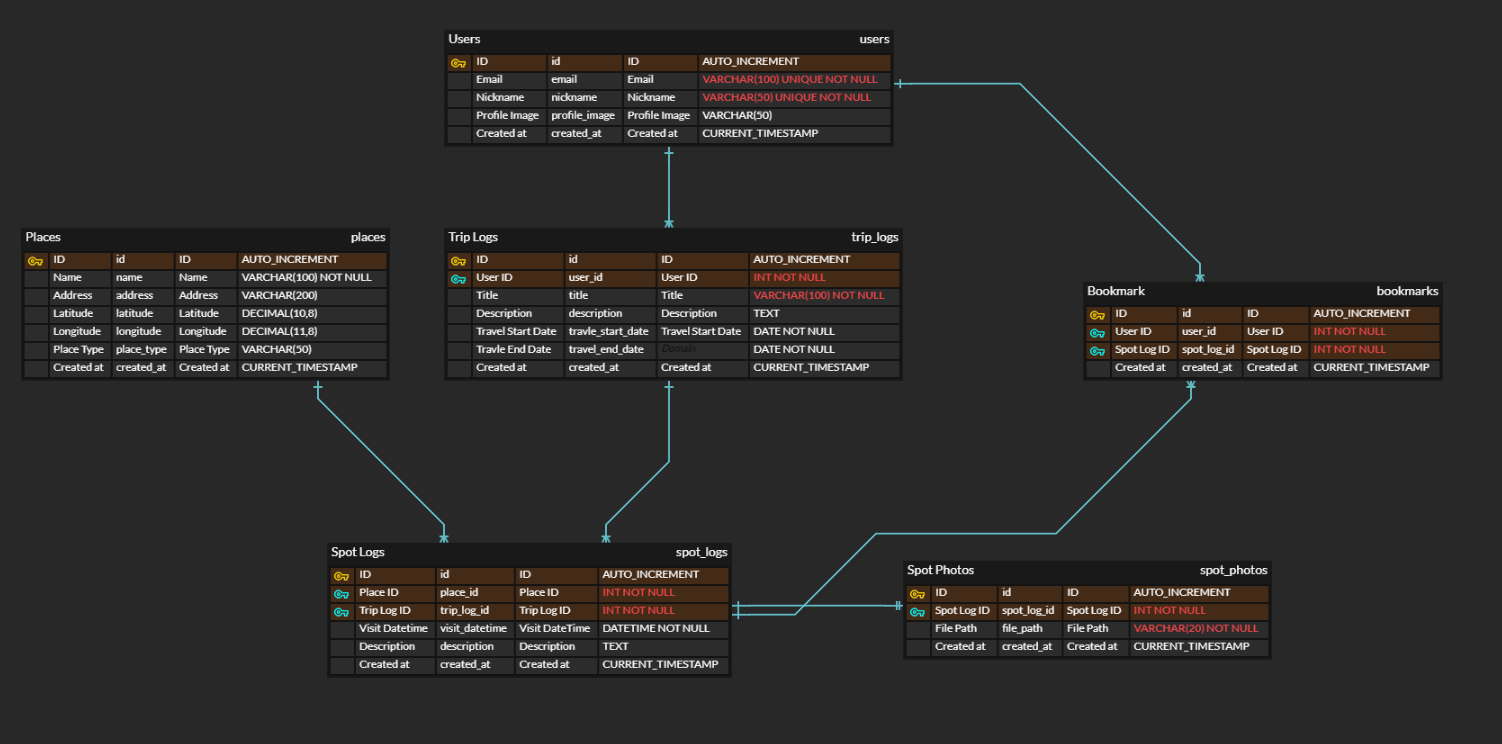 Users users
ID id ID AUTO_INCREMENT
Email email Email VARCHAR(100) UNIQUE NOT NULL
Nickname nickname Nickname VARCHAR(50) UNIQUE NOT NULL
Profile Image profile_image Profile Image VARCHAR(50)
Created at created_at Created at CURRENT_TIMESTAMP
Places places
ID id ID AUTO_INCREMENT
Name name Name VARCHAR(100) NOT NULL
Address address Address VARCHAR(200)
Latitude latitude Latitude DECIMAL(10,8)
Longitude longitude Longitude DECIMAL(11,8)
Place Type place_type Place Type VARCHAR(50)
Created at created_at Created at CURRENT_TIMESTAMP
Trip Logs trip_logs
ID id ID AUTO_INCREMENT
User ID user_id User ID INT NOT NULL
Title title Title VARCHAR(100) NOT NULL
Description description Description TEXT
Travel Start Date travle_start_date Travel Start Date DATE NOT NULL
Travle End Date travel_end_date Domain DATE NOT NULL
Created at created_at Created at CURRENT_TIMESTAMP
Bookmark bookmarks
ID id ID AUTO_INCREMENT
User ID user_id User ID INT NOT NULL
Spot Log ID spot_log_id Spot Log ID INT NOT NULL
Created at created_at Created at CURRENT_TIMESTAMP
Spot Logs spot_logs
ID id ID AUTO_INCREMENT
Place ID place_id Place ID INT NOT NULL
Trip Log ID trip_log_id Trip Log ID INT NOT NULL
Visit Datetime visit_datetime Visit DateTime DATETIME NOT NULL
Description description Description TEXT
Created at created_at Created at CURRENT_TIMESTAMP
Spot Photos spot_photos
ID id ID AUTO_INCREMENT
Spot Log ID spot_log_id Spot Log ID INT NOT NULL
File Path file_path File Path VARCHAR(20) NOT NULL
Created at created_at Created at CURRENT_TIMESTAMP